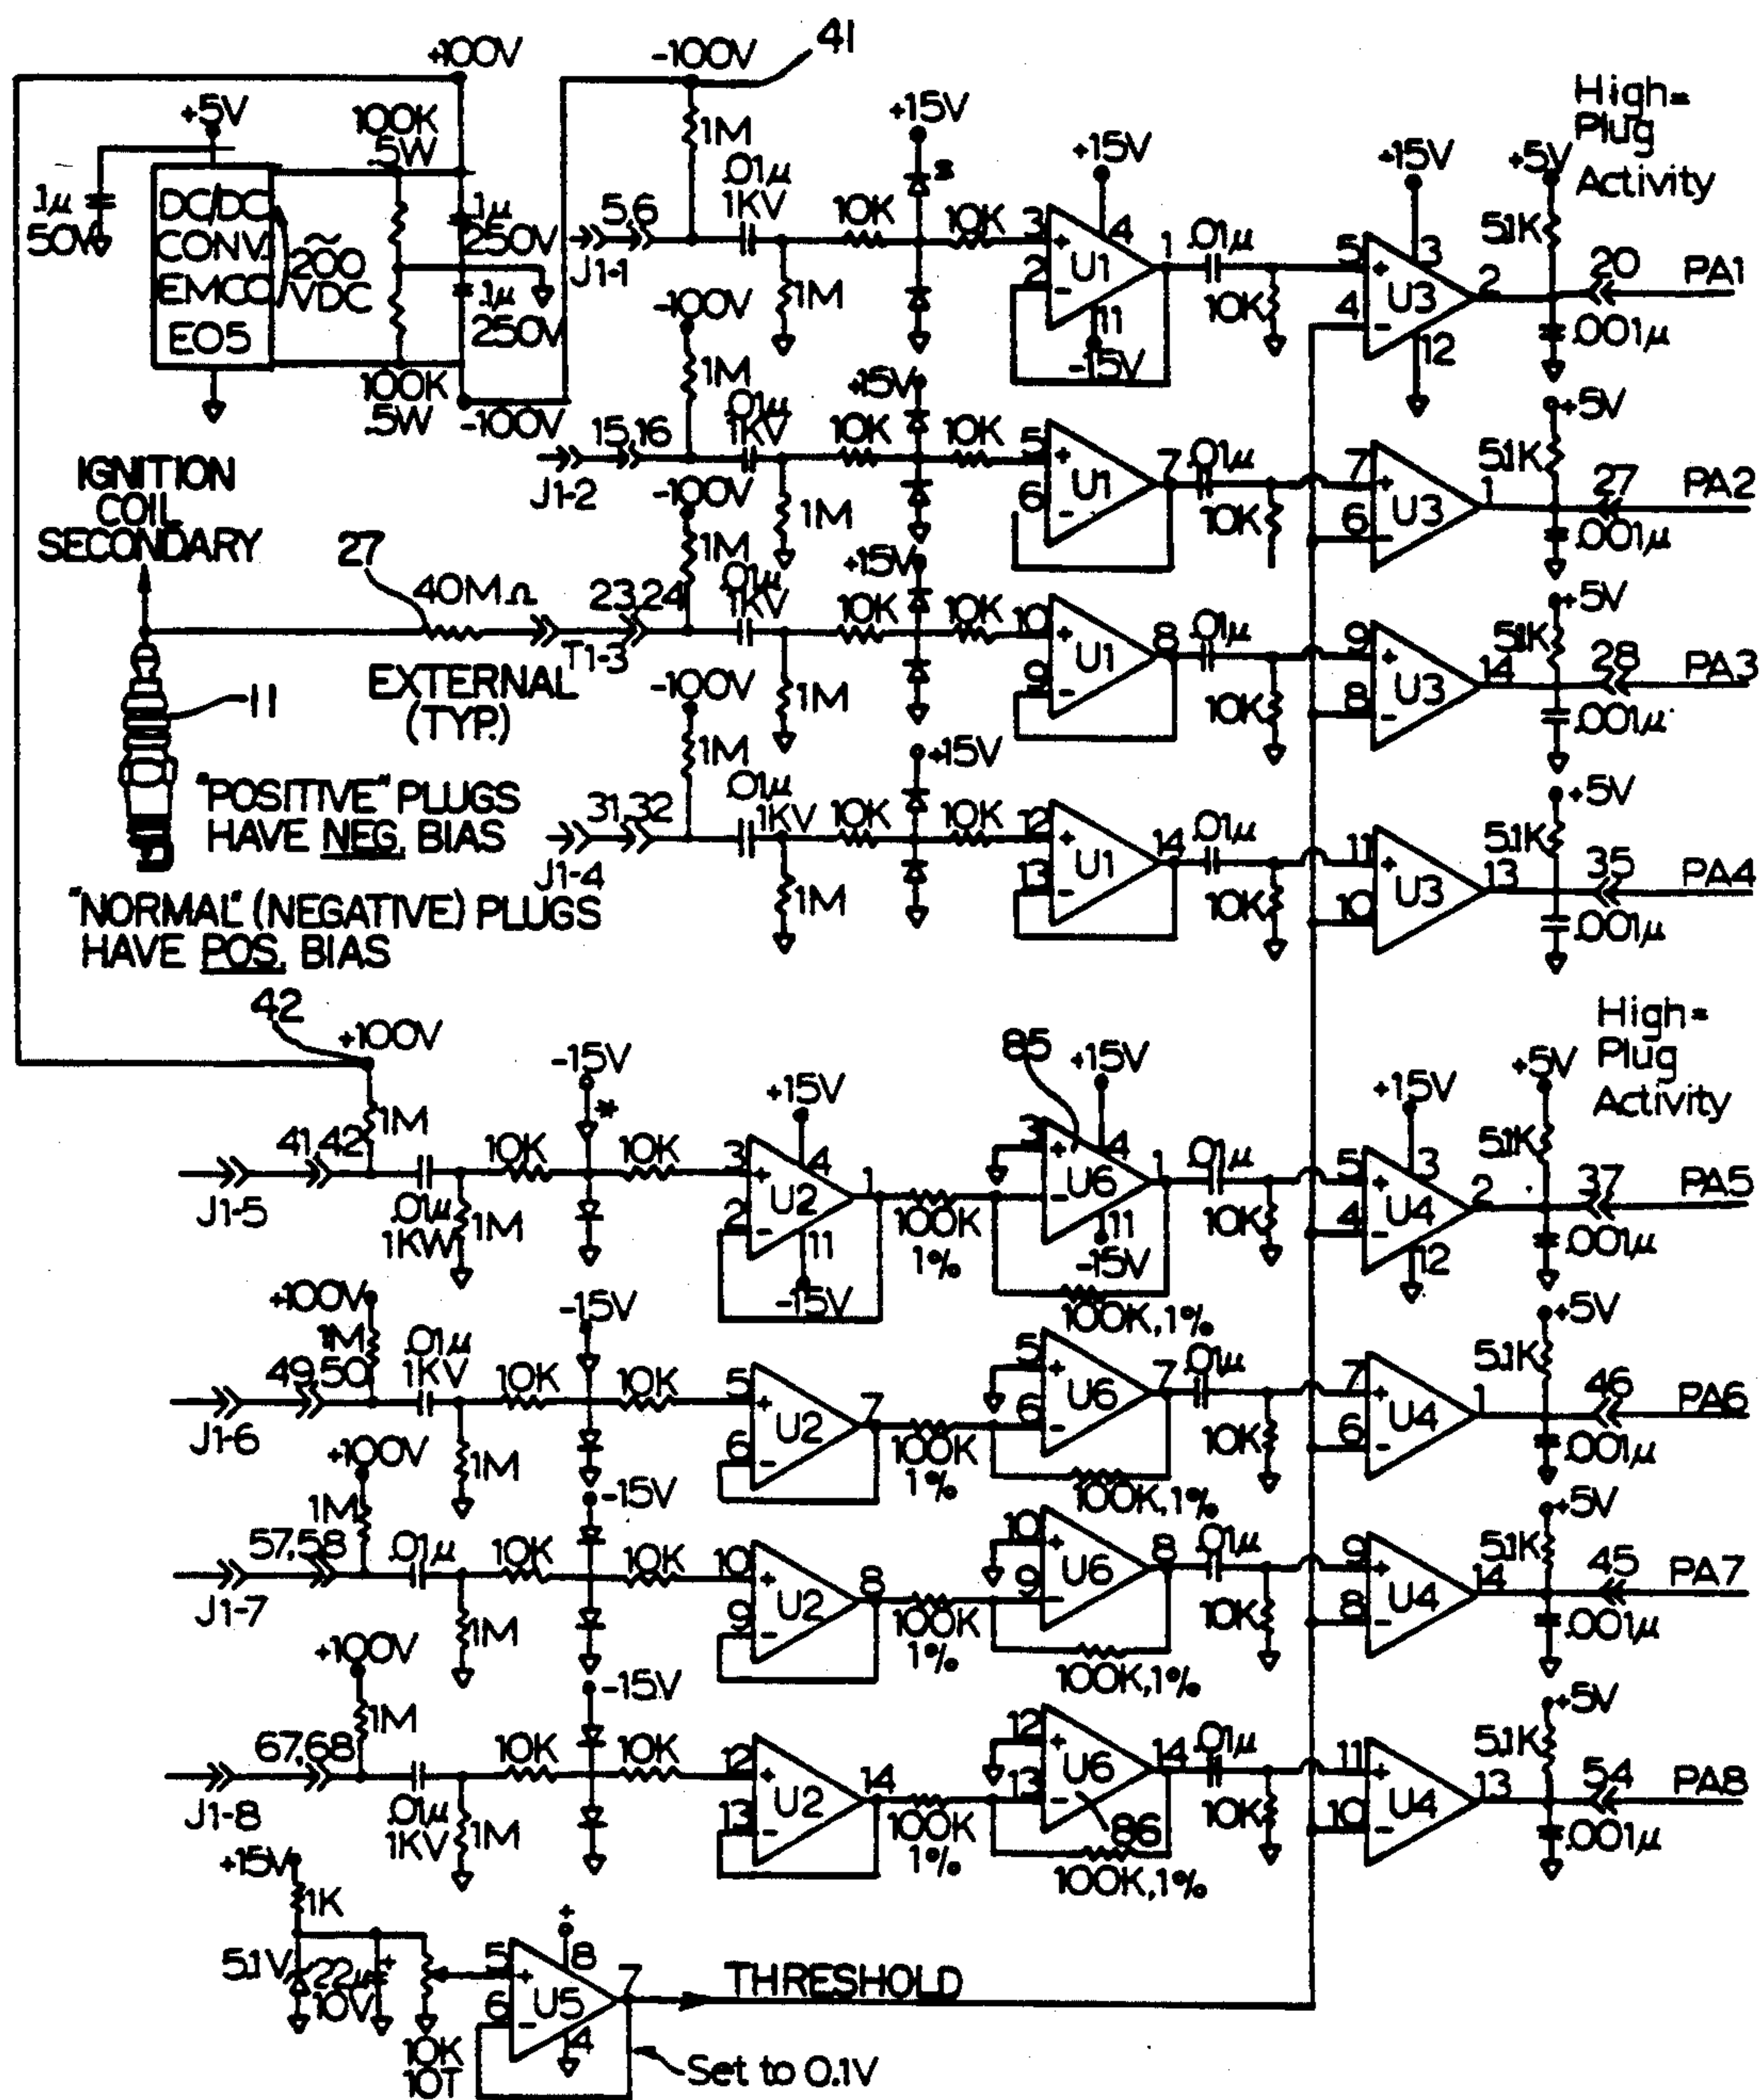 +100V
-100V
41
High=
Plug
Activity
+5V
100K
.5W
1M
+15V
*
+15V
+15V
+5V
1μ
50V
DC/DC
CONV.
EMCO
E05
~
200
VDC
.1μ
250V
.1μ
250V
5,6
J1-1
.01μ
1KV
10K
10K
1M
3
+
2
-
U1
4
1
11
-15V
.01μ
10K
5
+
4
-
U3
3
2
12
5.1K
20
PA1
.001μ
100K
.5W
-100V
-100V
1M
15,16
J1-2
.01μ
1KV
1M
+15V
10K
10K
5
+
6
-
U1
7
.01μ
10K
7
+
6
-
U3
1
+5V
5.1K
27
PA2
.001μ
IGNITION
COIL
SECONDARY
27
40MΩ
23,24
T1-3
EXTERNAL
(TYP.)
11
-100V
1M
.01μ
1KV
1M
+15V
10K
10K
10
+
9
-
U1
8
.01μ
10K
9
+
8
-
U3
14
+5V
5.1K
28
PA3
.001μ
"POSITIVE" PLUGS
HAVE NEG. BIAS
-100V
1M
31,32
J1-4
.01μ
1KV
1M
+15V
10K
10K
12
+
13
-
U1
14
.01μ
10K
11
+
10
-
U3
13
+5V
5.1K
35
PA4
.001μ
"NORMAL" (NEGATIVE) PLUGS
HAVE POS. BIAS
42
+100V
1M
41,42
J1-5
.01μ
1KW
1M
-15V
*
10K
10K
+15V
3
+
2
-
U2
4
1
11
-15V
100K
1%
85
+15V
3
+
-
U6
4
1
11
-15V
100K,1%
.01μ
10K
+15V
5
+
4
-
U4
3
2
12
High=
Plug
Activity
+5V
5.1K
37
PA5
.001μ
+100V
1M
49,50
J1-6
.01μ
1KV
1M
-15V
10K
10K
5
+
6
-
U2
7
100K
1%
5
+
6
-
U6
7
100K,1%
.01μ
10K
7
+
6
-
U4
1
+5V
5.1K
46
PA6
.001μ
+100V
1M
57,58
J1-7
.01μ
1M
-15V
10K
10K
10
+
9
-
U2
8
100K
1%
10
+
9
-
U6
8
100K,1%
.01μ
10K
9
+
8
-
U4
14
+5V
5.1K
45
PA7
.001μ
+100V
1M
67,68
J1-8
.01μ
1KV
1M
-15V
10K
10K
12
+
13
-
U2
14
100K
1%
12
+
13
-
U6
14
86
100K,1%
.01μ
10K
11
+
10
-
U4
13
+5V
5.1K
54
PA8
.001μ
+15V
1K
5.1V
22μ
10V
+
10K
10T
5
+
6
-
U5
+
8
7
4
THRESHOLD
Set to 0.1V